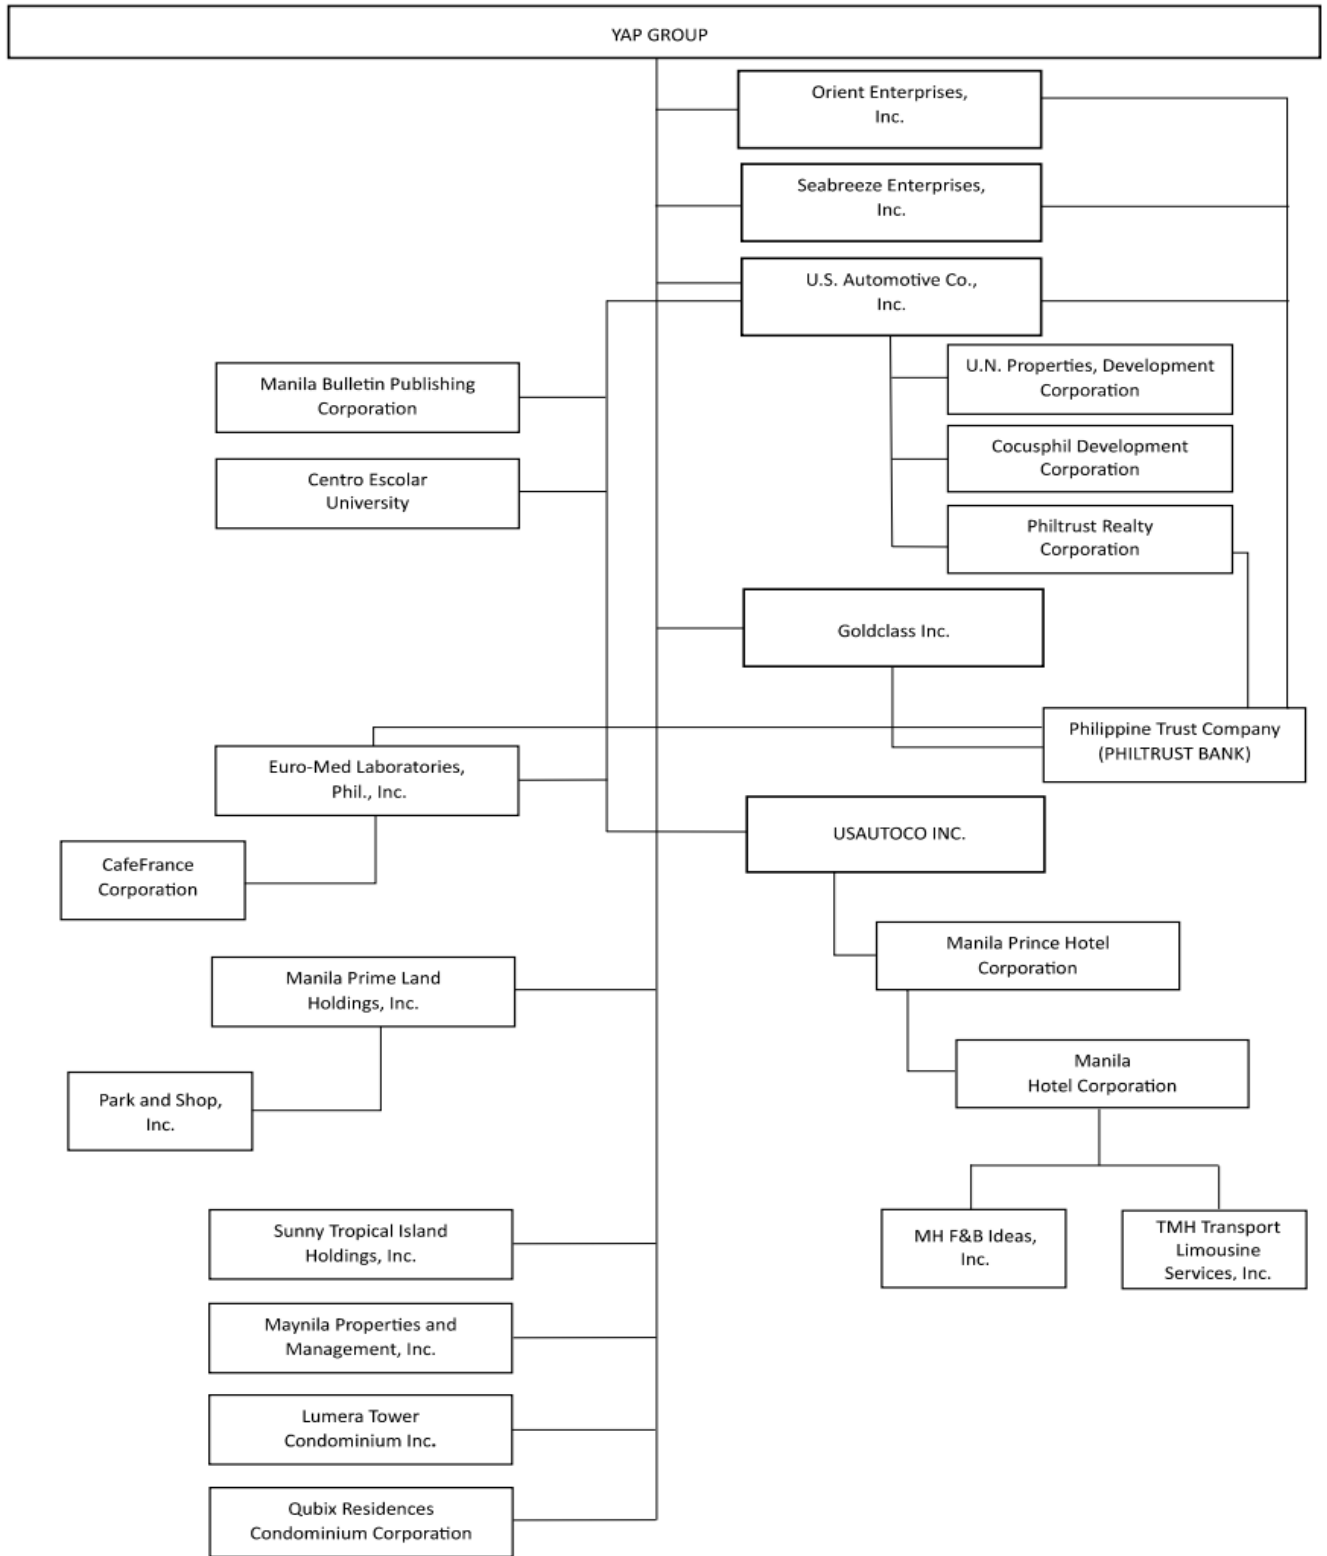 YAP GROUP
Orient Enterprises,
Inc.
Seabreeze Enterprises,
Inc.
U.S. Automotive Co.,
Inc.
U.N. Properties, Development
Corporation
Manila Bulletin Publishing
Corporation
Cocusphil Development
Corporation
Centro Escolar
University
Philtrust Realty
Corporation
Goldclass Inc.
Philippine Trust Company
(PHILTRUST BANK)
Euro-Med Laboratories,
Phil., Inc.
USAUTOCO INC.
CafeFrance
Corporation
Manila Prince Hotel
Corporation
Manila Prime Land
Holdings, Inc.
Manila
Hotel Corporation
Park and Shop,
Inc.
Sunny Tropical Island
Holdings, Inc.
MH F&B Ideas,
Inc.
TMH Transport
Limousine
Services, Inc.
Maynila Properties and
Management, Inc.
Lumera Tower
Condominium Inc.
Qubix Residences
Condominium Corporation